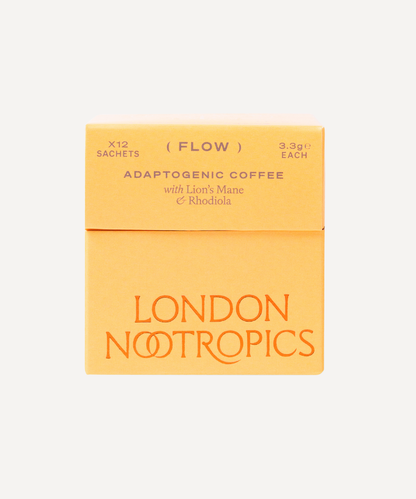 X12
SACHETS
( FLOW )
3.3g℮
EACH
ADAPTOGENIC COFFEE
with Lion's Mane
& Rhodiola
LONDON
NOOTROPICS